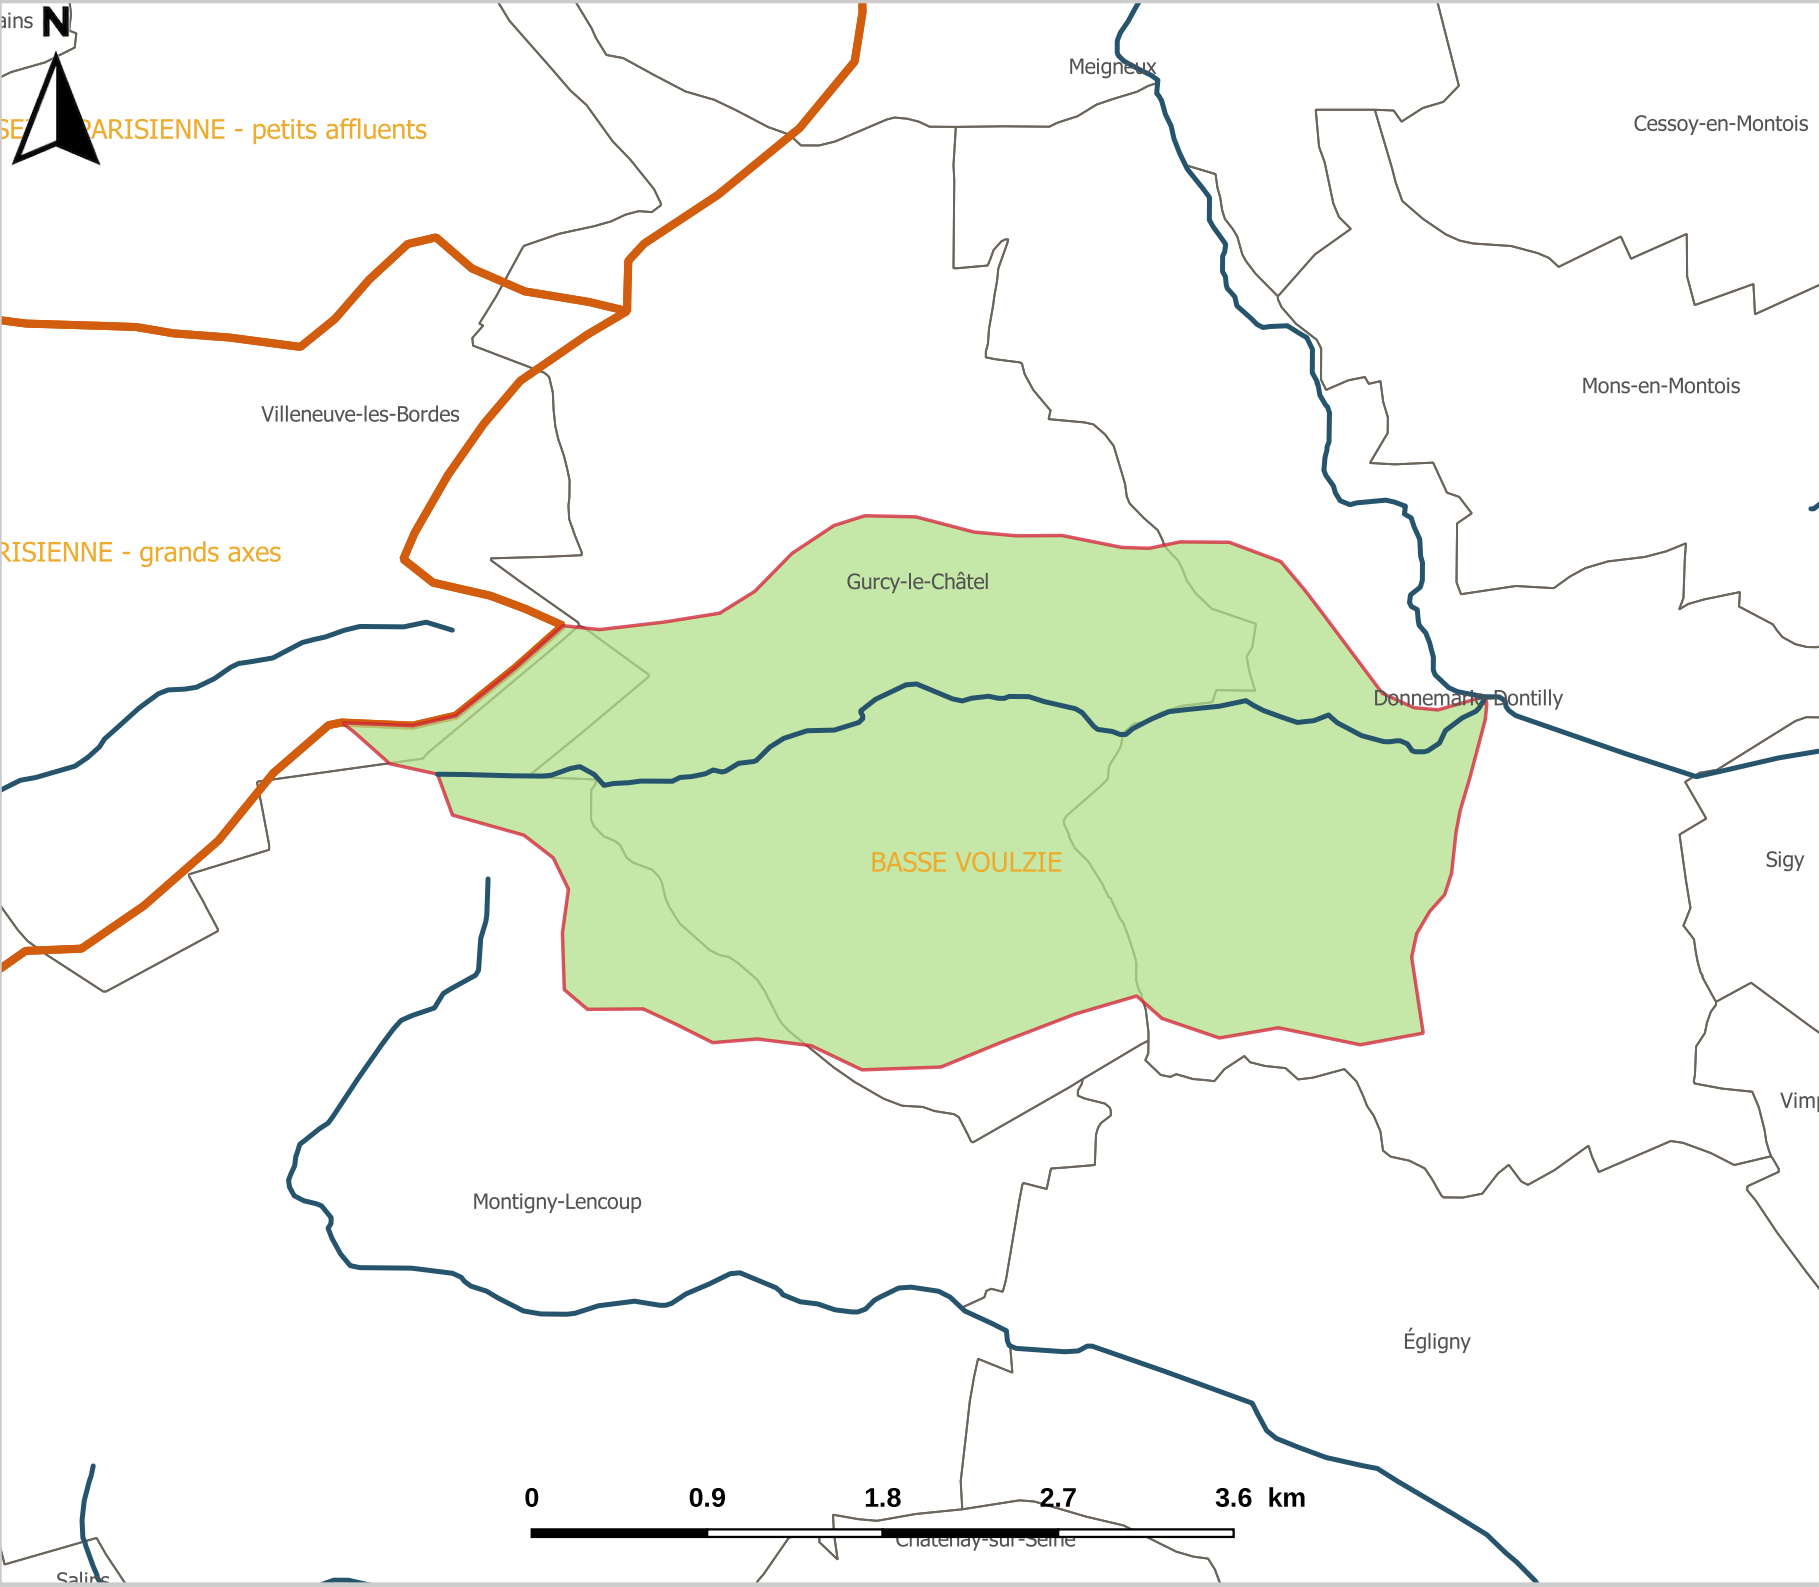 ains
N
Meigneux
Cessoy-en-Montois
PARISIENNE - petits affluents
Mons-en-Montois
Villeneuve-les-Bordes
RISIENNE - grands axes
Gurcy-le-Châtel
Donnemarie-Dontilly
BASSE VOULZIE
Sigy
Vimp
Montigny-Lencoup
Égligny
0 0.9 1.8 2.7 3.6 km
Châtenay-sur-Seine
Salins